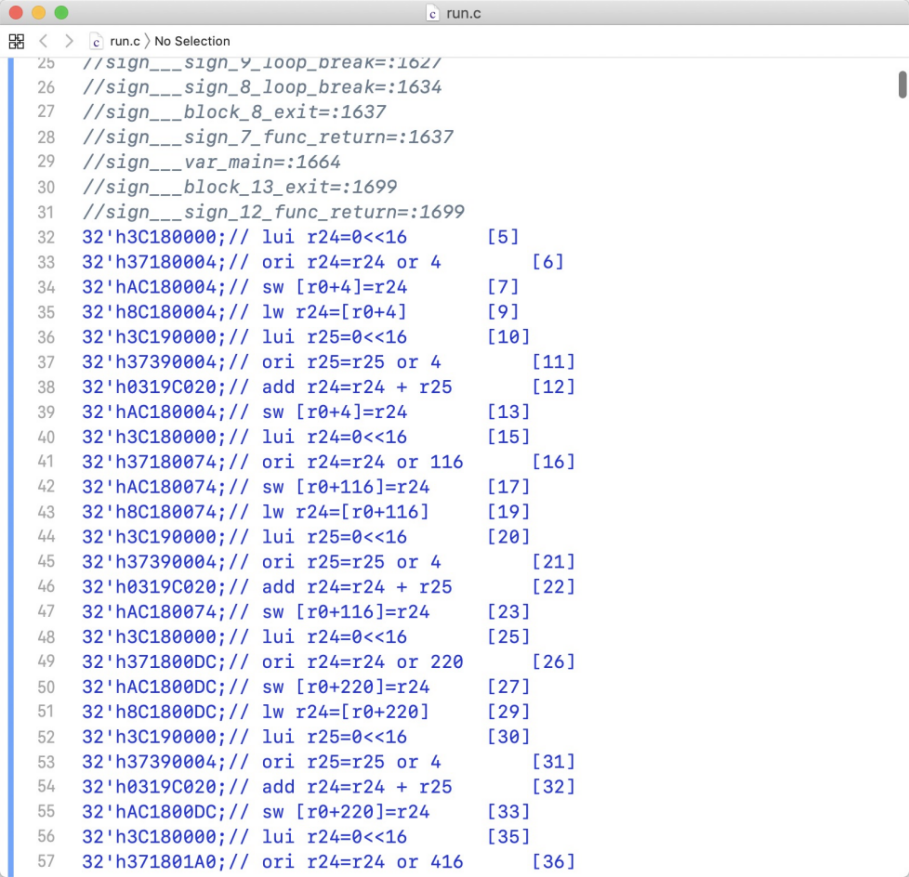 run.c
run.c 〉No Selection
25 //sign___sign_9_loop_break=:1627
26 //sign___sign_8_loop_break=:1634
27 //sign___block_8_exit=:1637
28 //sign___sign_7_func_return=:1637
29 //sign___var_main=:1664
30 //sign___block_13_exit=:1699
31 //sign___sign_12_func_return=:1699
32 32'h3C180000;// lui r24=0<<16 [5]
33 32'h37180004;// ori r24=r24 or 4 [6]
34 32'hAC180004;// sw [r0+4]=r24 [7]
35 32'h8C180004;// lw r24=[r0+4] [9]
36 32'h3C190000;// lui r25=0<<16 [10]
37 32'h37390004;// ori r25=r25 or 4 [11]
38 32'h0319C020;// add r24=r24 + r25 [12]
39 32'hAC180004;// sw [r0+4]=r24 [13]
40 32'h3C180000;// lui r24=0<<16 [15]
41 32'h37180074;// ori r24=r24 or 116 [16]
42 32'hAC180074;// sw [r0+116]=r24 [17]
43 32'h8C180074;// lw r24=[r0+116] [19]
44 32'h3C190000;// lui r25=0<<16 [20]
45 32'h37390004;// ori r25=r25 or 4 [21]
46 32'h0319C020;// add r24=r24 + r25 [22]
47 32'hAC180074;// sw [r0+116]=r24 [23]
48 32'h3C180000;// lui r24=0<<16 [25]
49 32'h371800DC;// ori r24=r24 or 220 [26]
50 32'hAC1800DC;// sw [r0+220]=r24 [27]
51 32'h8C1800DC;// lw r24=[r0+220] [29]
52 32'h3C190000;// lui r25=0<<16 [30]
53 32'h37390004;// ori r25=r25 or 4 [31]
54 32'h0319C020;// add r24=r24 + r25 [32]
55 32'hAC1800DC;// sw [r0+220]=r24 [33]
56 32'h3C180000;// lui r24=0<<16 [35]
57 32'h371801A0;// ori r24=r24 or 416 [36]